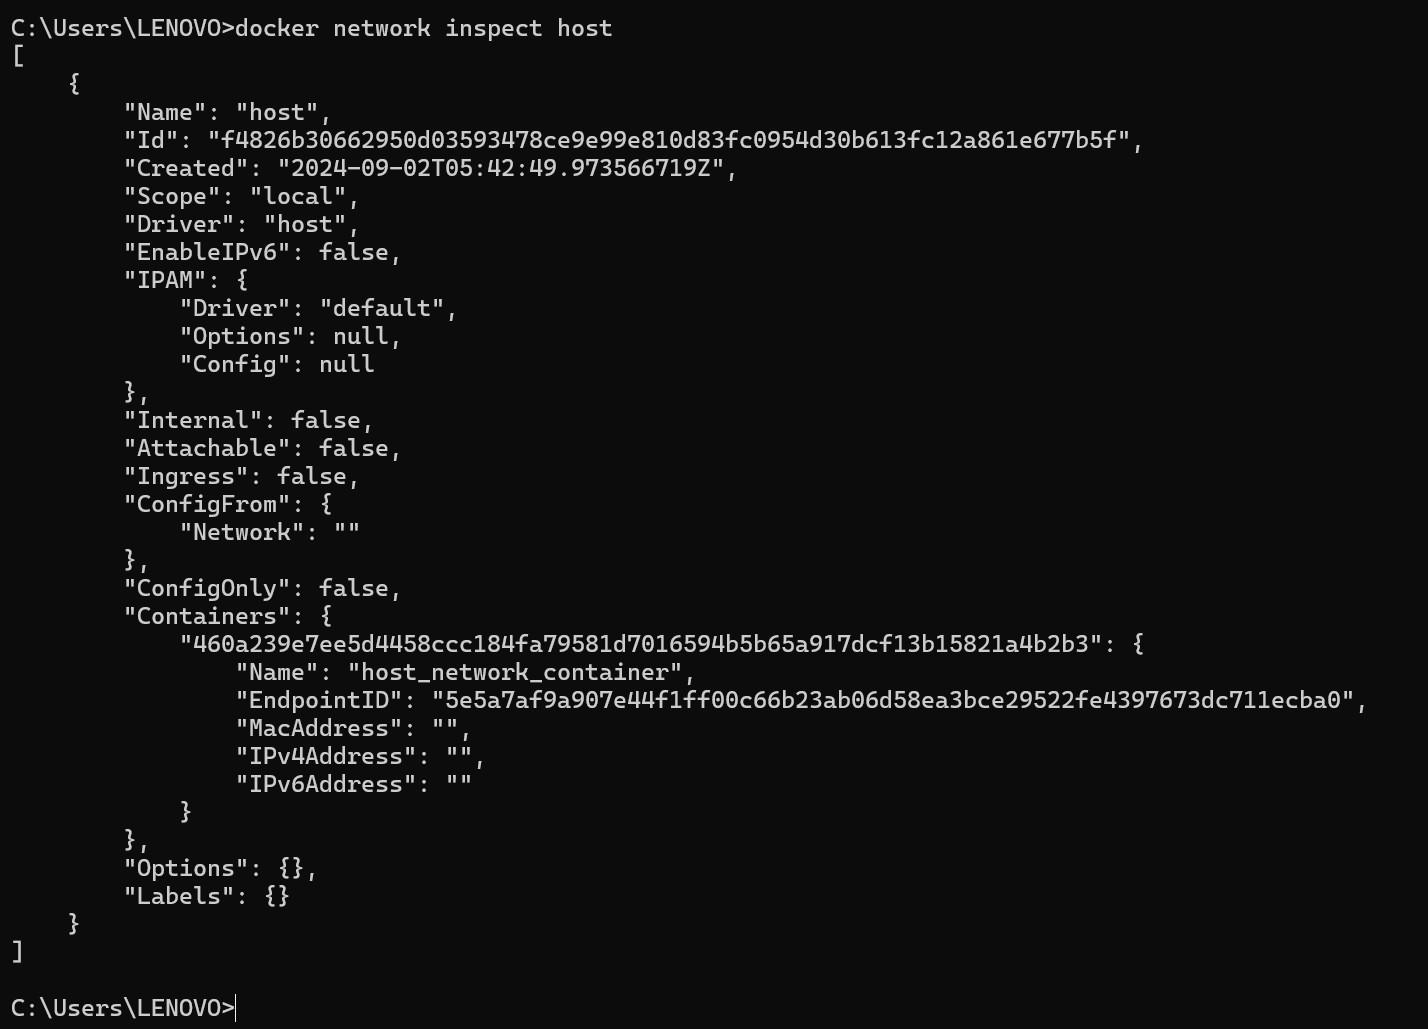 C:\Users\LENOVO>docker network inspect host
[
    {
        "Name": "host",
        "Id": "f4826b30662950d03593478ce9e99e810d83fc0954d30b613fc12a861e677b5f",
        "Created": "2024-09-02T05:42:49.973566719Z",
        "Scope": "local",
        "Driver": "host",
        "EnableIPv6": false,
        "IPAM": {
            "Driver": "default",
            "Options": null,
            "Config": null
        },
        "Internal": false,
        "Attachable": false,
        "Ingress": false,
        "ConfigFrom": {
            "Network": ""
        },
        "ConfigOnly": false,
        "Containers": {
            "460a239e7ee5d4458ccc184fa79581d7016594b5b65a917dcf13b15821a4b2b3": {
                "Name": "host_network_container",
                "EndpointID": "5e5a7af9a907e44f1ff00c66b23ab06d58ea3bce29522fe4397673dc711ecba0",
                "MacAddress": "",
                "IPv4Address": "",
                "IPv6Address": ""
            }
        },
        "Options": {},
        "Labels": {}
    }
]
C:\Users\LENOVO>